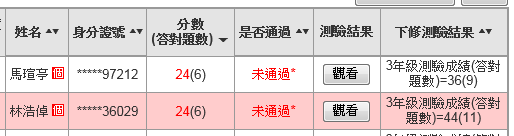 姓名▲▼ 身分證號▲▼ 分數
(答對題數)▼ 是否通過▲▼ 測驗結果 下修測驗結果▲▼
馬瑄亭 個 *****97212 24(6) 未通過* 觀看 3年級測驗成績(答對
題數)=36(9)
林浩倬 個 *****36029 24(6) 未通過* 觀看 3年級測驗成績(答對
題數)=44(11)